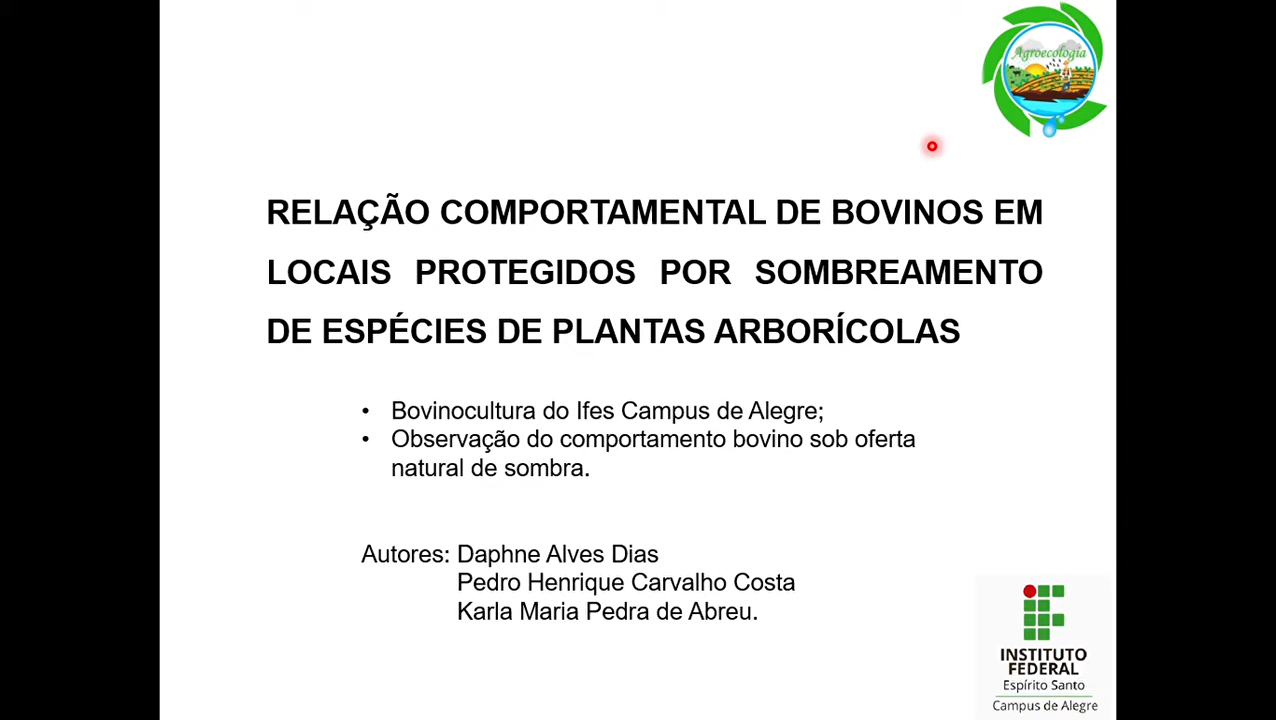 Agroecologia
RELAÇÃO COMPORTAMENTAL DE BOVINOS EM
LOCAIS PROTEGIDOS POR SOMBREAMENTO
DE ESPÉCIES DE PLANTAS ARBORÍCOLAS
• Bovinocultura do Ifes Campus de Alegre;
• Observação do comportamento bovino sob oferta
natural de sombra.
Autores: Daphne Alves Dias
Pedro Henrique Carvalho Costa
Karla Maria Pedra de Abreu.
INSTITUTO
FEDERAL
Espírito Santo
Campus de Alegre